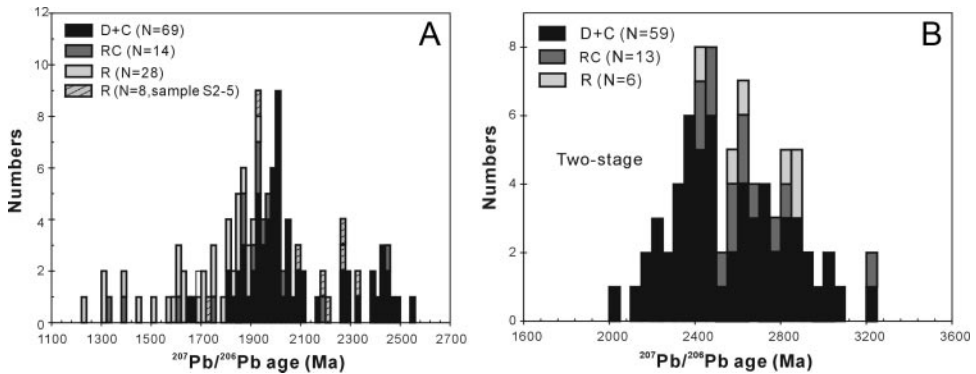 A
D+C (N=69)
RC (N=14)
R (N=28)
R (N=8,sample S2-5)
Numbers
12
10
8
6
4
2
0
1100 1300 1500 1700 1900 2100 2300 2500 2700
²⁰⁷Pb/²⁰⁶Pb age (Ma)
B
D+C (N=59)
RC (N=13)
R (N=6)
Two-stage
Numbers
8
6
4
2
0
1600 2000 2400 2800 3200 3600
²⁰⁷Pb/²⁰⁶Pb age (Ma)